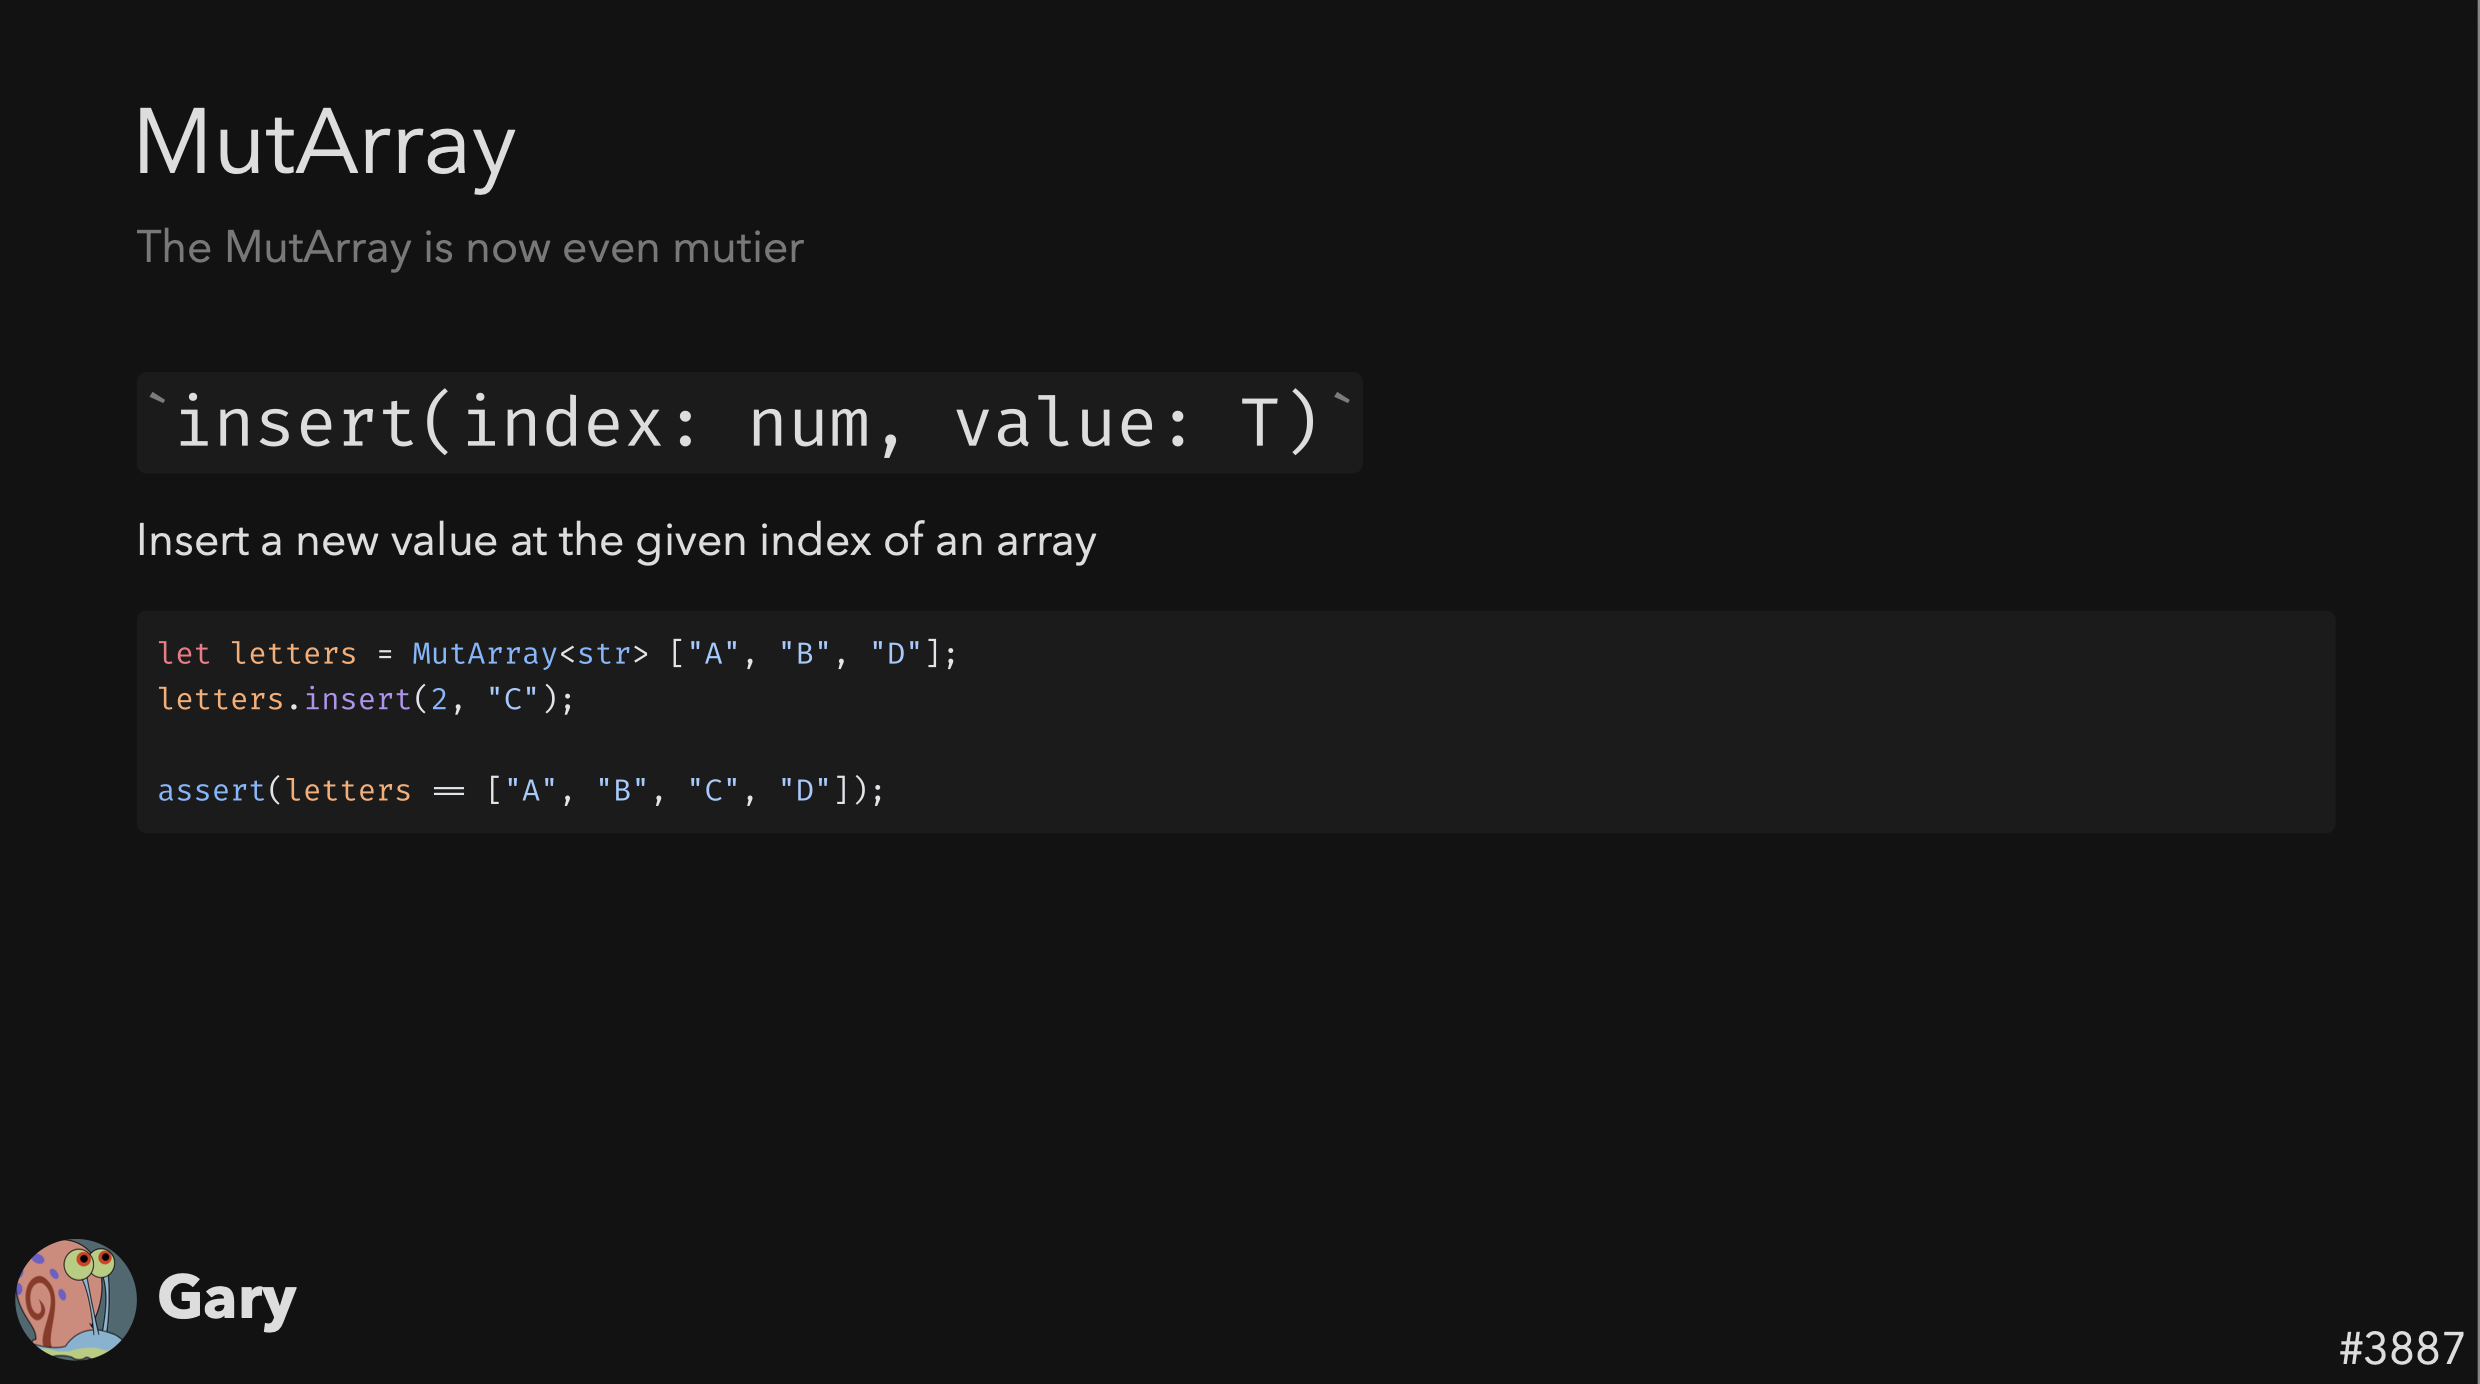 MutArray
The MutArray is now even mutier
`insert(index: num, value: T)`
Insert a new value at the given index of an array
let letters = MutArray<str> ["A", "B", "D"];
letters.insert(2, "C");
assert(letters == ["A", "B", "C", "D"]);
Gary
#3887